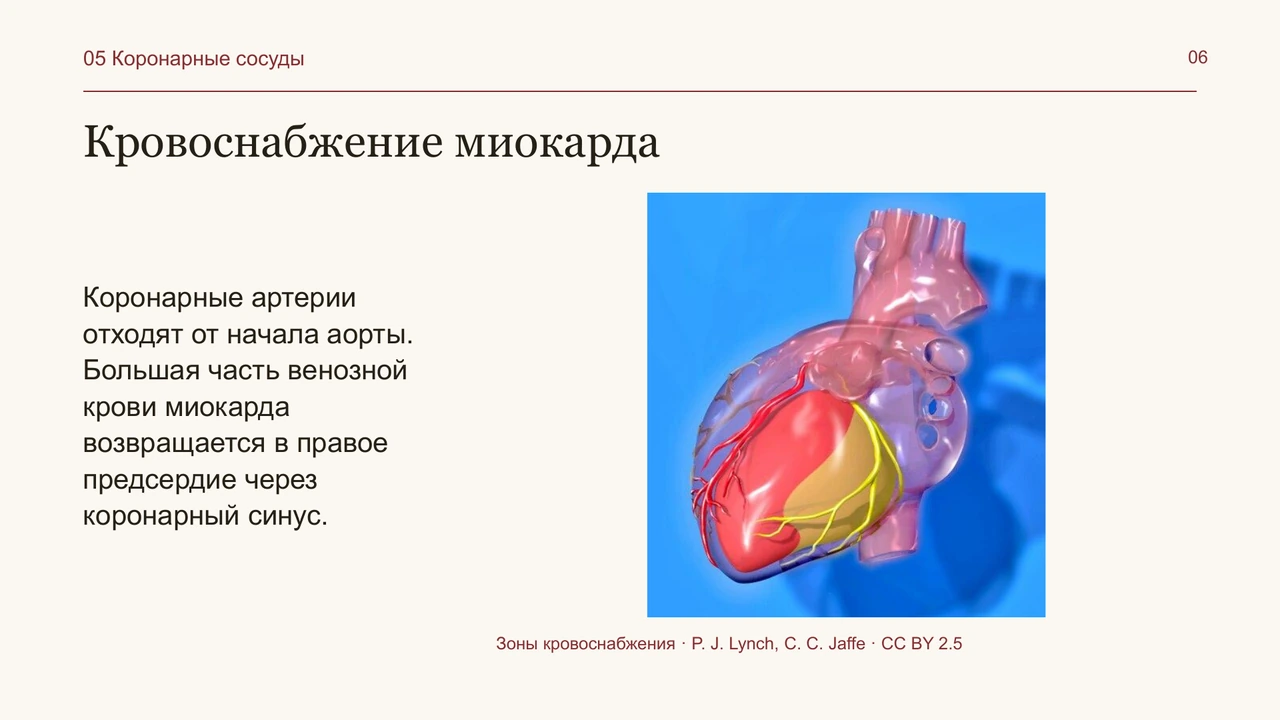 05 Коронарные сосуды
06
Кровоснабжение миокарда
Коронарные артерии
отходят от начала аорты.
Большая часть венозной
крови миокарда
возвращается в правое
предсердие через
коронарный синус.
Зоны кровоснабжения · P. J. Lynch, C. C. Jaffe · CC BY 2.5